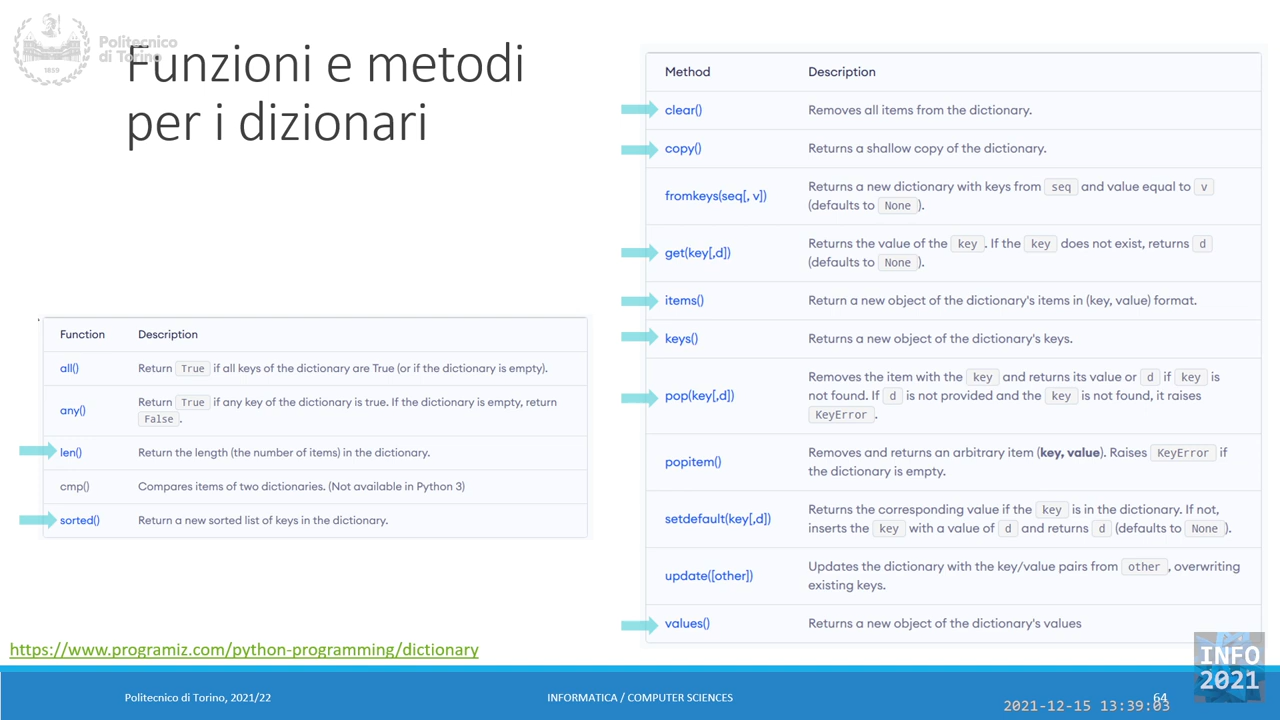 Politecnico
di Torino
1859
Funzioni e metodi
per i dizionari
Function Description
all() Return True if all keys of the dictionary are True (or if the dictionary is empty).
any() Return True if any key of the dictionary is true. If the dictionary is empty, return
False .
len() Return the length (the number of items) in the dictionary.
cmp() Compares items of two dictionaries. (Not available in Python 3)
sorted() Return a new sorted list of keys in the dictionary.
https://www.programiz.com/python-programming/dictionary
Method Description
clear() Removes all items from the dictionary.
copy() Returns a shallow copy of the dictionary.
fromkeys(seq[, v]) Returns a new dictionary with keys from seq and value equal to v
(defaults to None ).
get(key[,d]) Returns the value of the key . If the key does not exist, returns d
(defaults to None ).
items() Return a new object of the dictionary's items in (key, value) format.
keys() Returns a new object of the dictionary's keys.
pop(key[,d]) Removes the item with the key and returns its value or d if key is
not found. If d is not provided and the key is not found, it raises
KeyError .
popitem() Removes and returns an arbitrary item (key, value). Raises KeyError if
the dictionary is empty.
setdefault(key[,d]) Returns the corresponding value if the key is in the dictionary. If not,
inserts the key with a value of d and returns d (defaults to None ).
update([other]) Updates the dictionary with the key/value pairs from other , overwriting
existing keys.
values() Returns a new object of the dictionary's values
Politecnico di Torino, 2021/22 INFORMATICA / COMPUTER SCIENCES 64
INFO
2021
2021-12-15 13:39:03